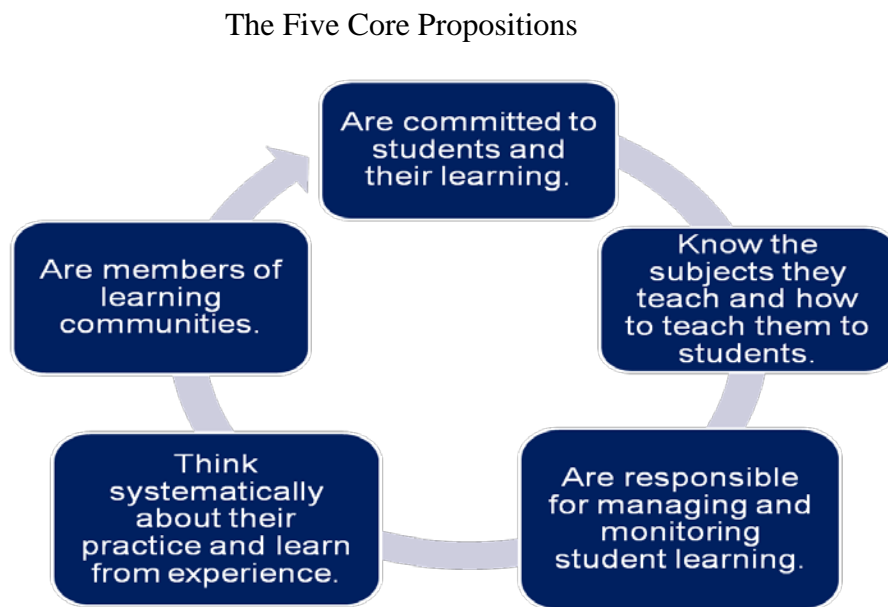 The Five Core Propositions
Are committed to
students and
their learning.
Know the
subjects they
teach and how
to teach them to
students.
Are responsible
for managing and
monitoring
student learning.
Think
systematically
about their
practice and learn
from experience.
Are members of
learning
communities.